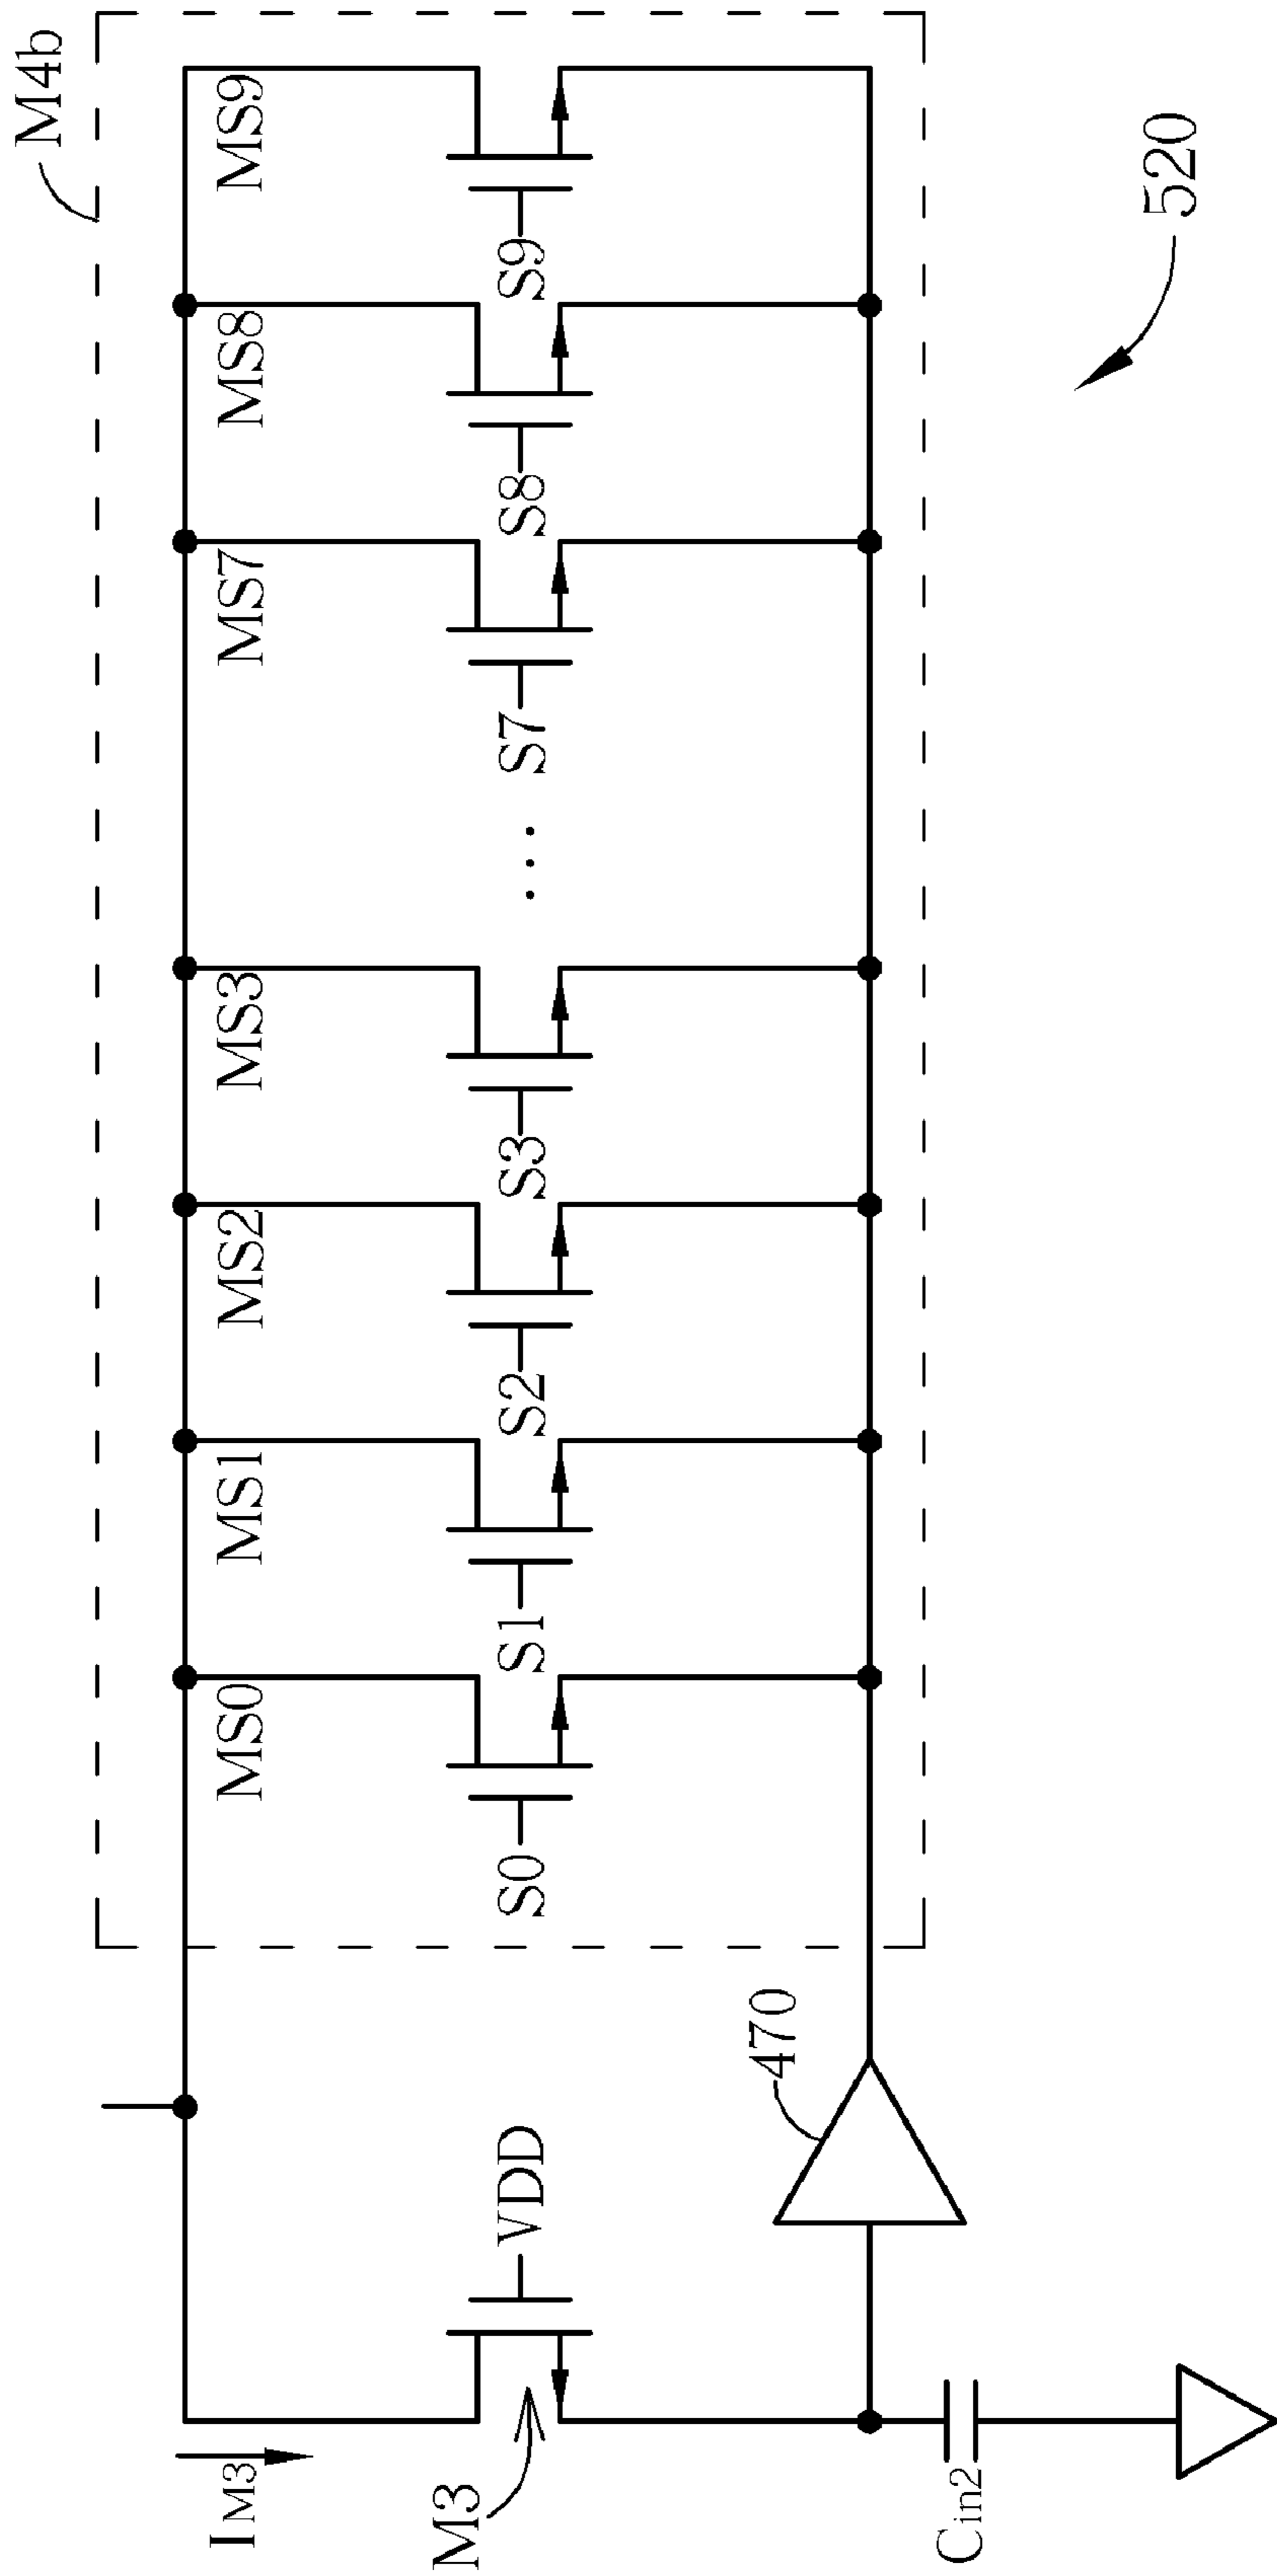 M4b
MS0
MS1
MS2
MS3
MS7
MS8
MS9
S0
S1
S2
S3
...
S7
S8
S9
IM3
M3
VDD
470
Cin2
520